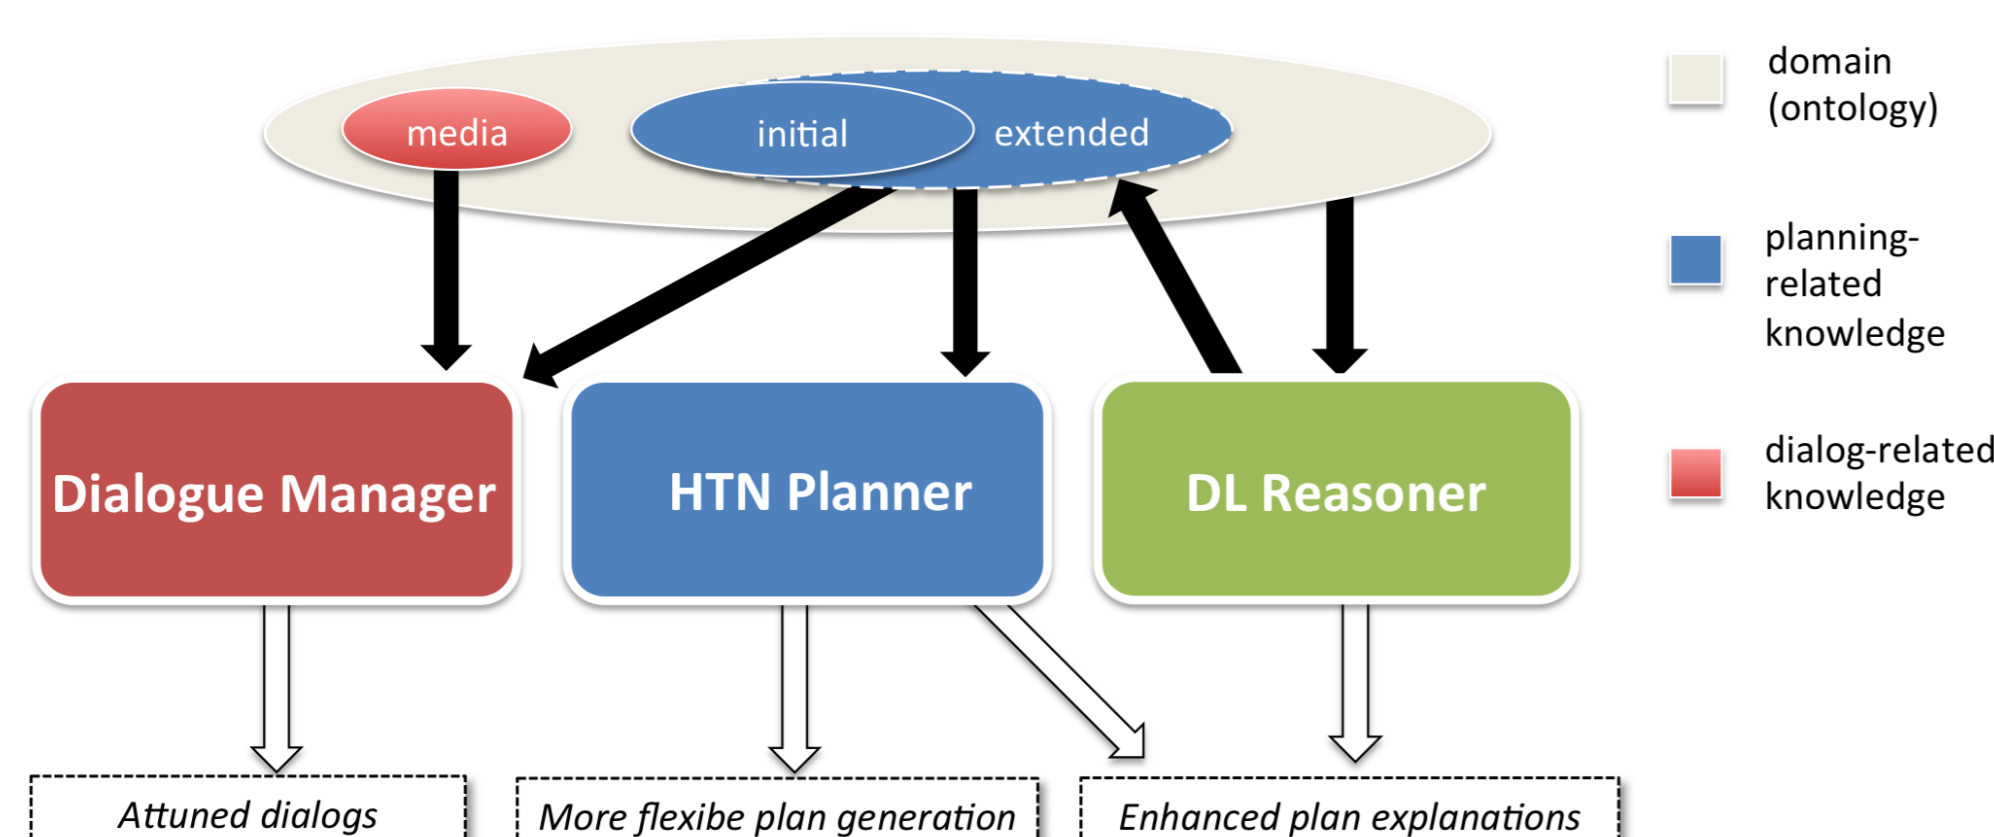 media
initial
extended
domain
(ontology)
planning-
related
knowledge
dialog-related
knowledge
Dialogue Manager
HTN Planner
DL Reasoner
Attuned dialogs
More flexibe plan generation
Enhanced plan explanations